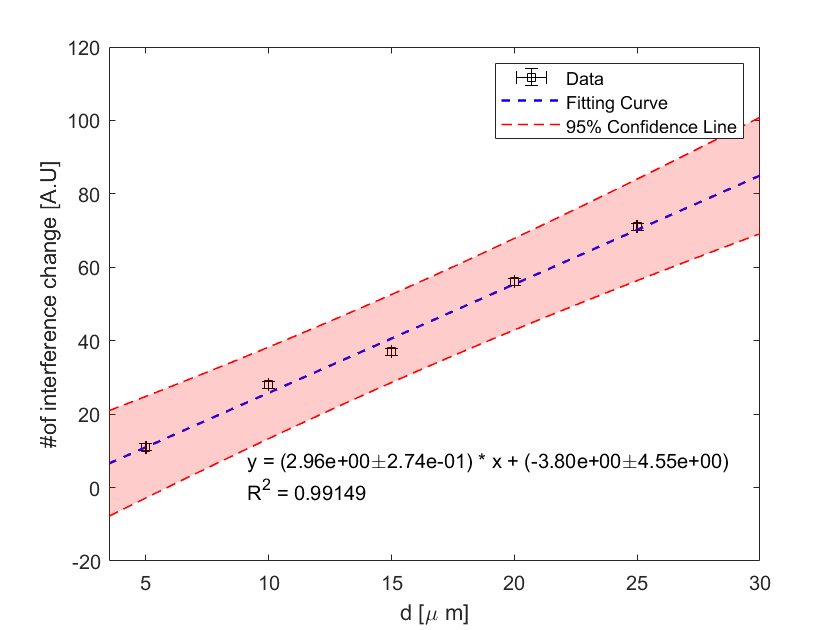 120
100
80
60
40
20
0
-20
#of interference change [A.U]
Data
Fitting Curve
95% Confidence Line
y = (2.96e+00±2.74e-01) * x + (-3.80e+00±4.55e+00)
R² = 0.99149
5 10 15 20 25 30
d [μ m]